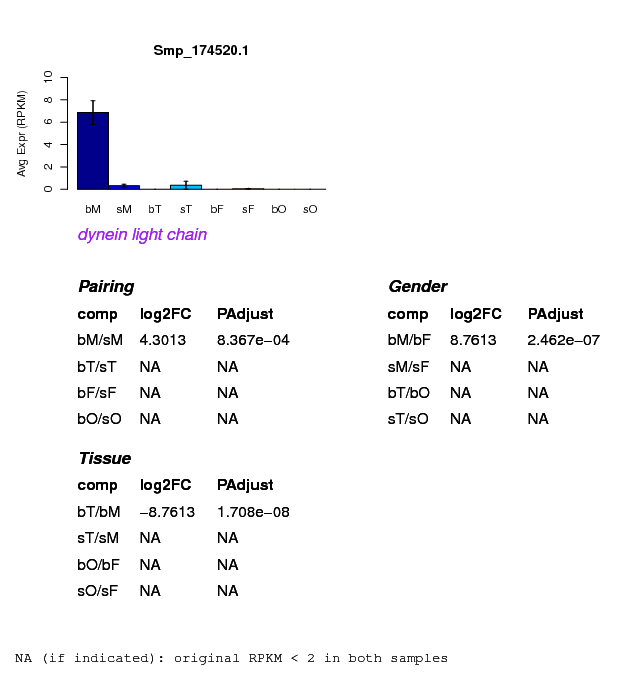 Smp_174520.1
Avg Expr (RPKM)
10
8
6
4
2
0
bM sM bT sT bF sF bO sO
dynein light chain
Pairing
comp log2FC PAdjust
bM/sM 4.3013 8.367e−04
bT/sT NA NA
bF/sF NA NA
bO/sO NA NA
Gender
comp log2FC PAdjust
bM/bF 8.7613 2.462e−07
sM/sF NA NA
bT/bO NA NA
sT/sO NA NA
Tissue
comp log2FC PAdjust
bT/bM −8.7613 1.708e−08
sT/sM NA NA
bO/bF NA NA
sO/sF NA NA
NA (if indicated): original RPKM < 2 in both samples